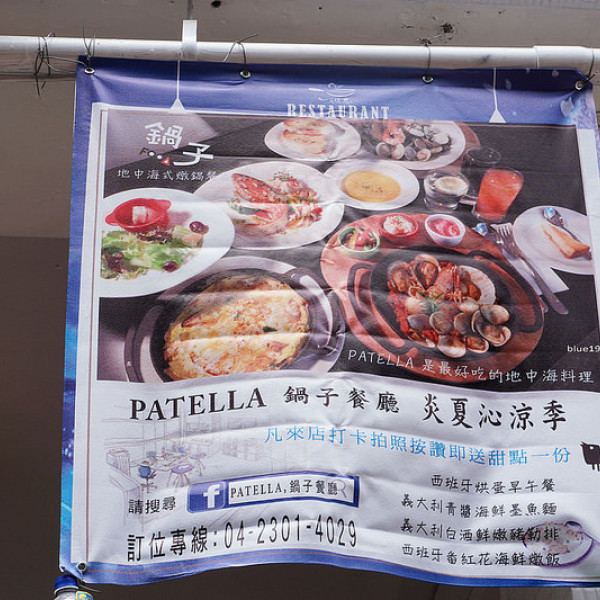 RESTAURANT
鍋子
地中海式燉鍋餐
PATELLA 是最好吃的地中海料理
blue19
PATELLA 鍋子餐廳 炎夏沁涼季
凡來店打卡拍照按讚即送甜點一份
西班牙烘蛋早午餐
請搜尋 f PATELLA,鍋子餐廳
義大利青醬海鮮墨魚麵
義大利白酒鮮嫩豬肋排
訂位專線:04-2301-4029
西班牙番紅花海鮮燉飯